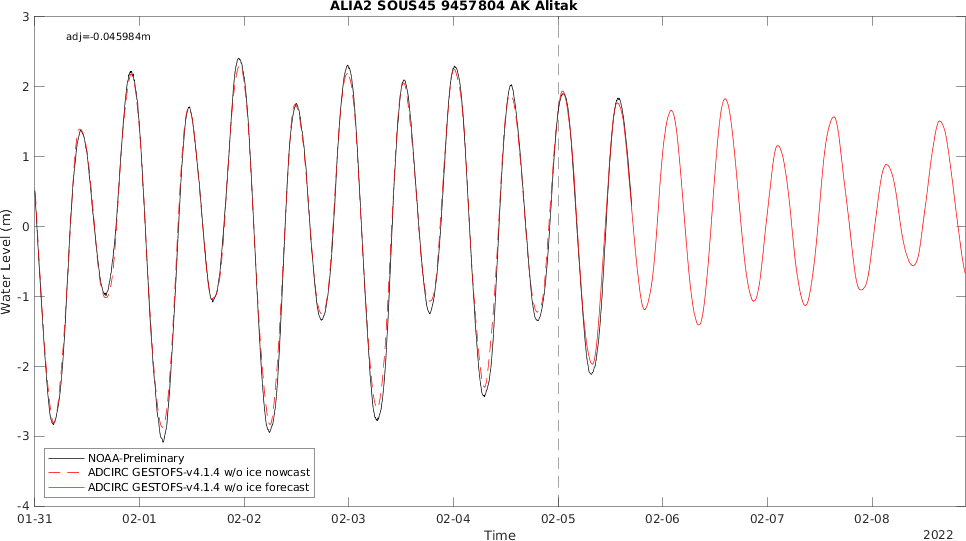 ALIA2 SOUS45 9457804 AK Alitak
adj=-0.045984m
3
2
1
0
-1
-2
-3
-4
Water Level (m)
NOAA-Preliminary
ADCIRC GESTOFS-v4.1.4 w/o ice nowcast
ADCIRC GESTOFS-v4.1.4 w/o ice forecast
01-31 02-01 02-02 02-03 02-04 02-05 02-06 02-07 02-08
Time
2022